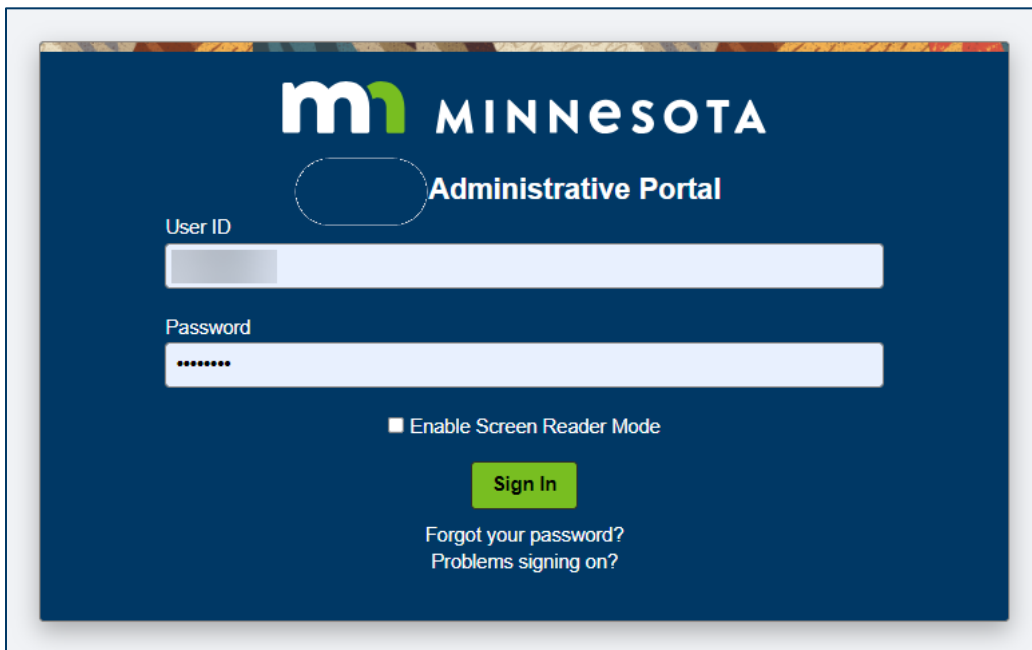 mn MINNESOTA
Administrative Portal
User ID
Password
••••••••
Enable Screen Reader Mode
Sign In
Forgot your password?
Problems signing on?